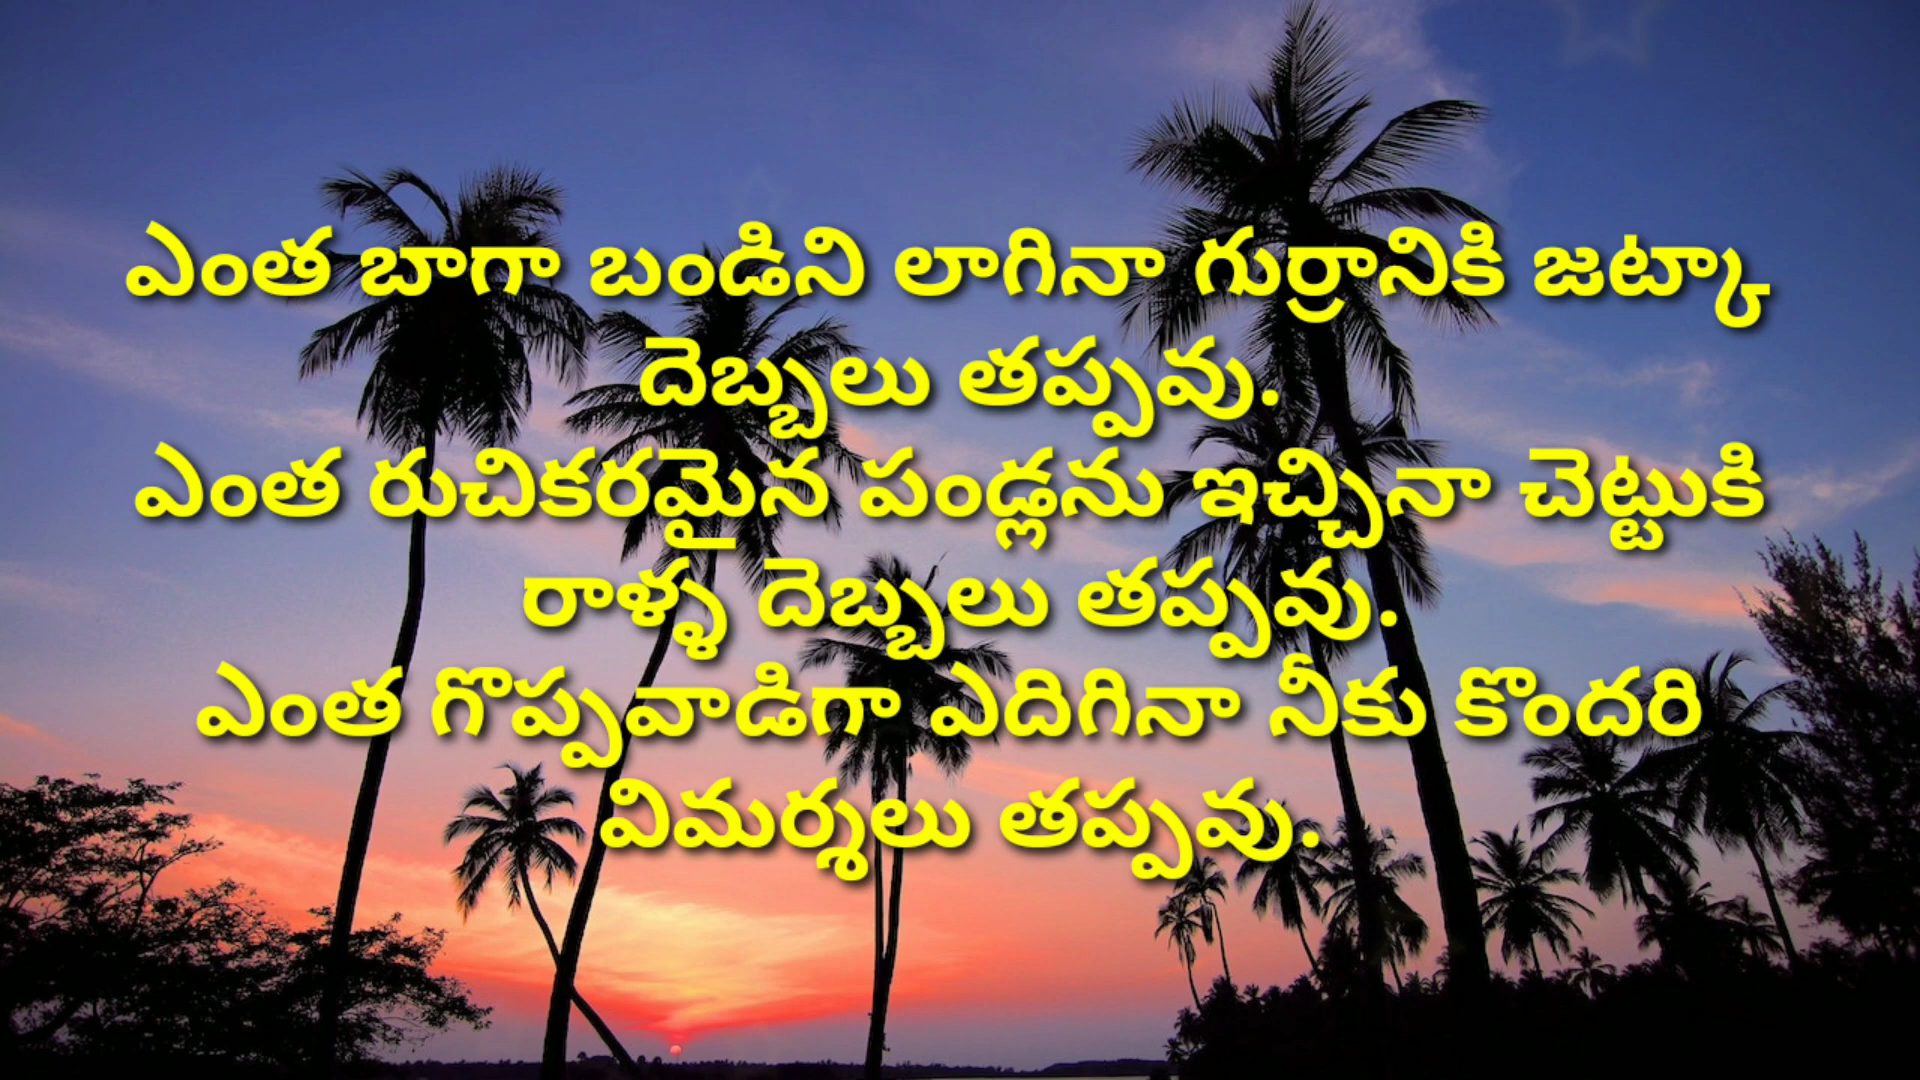 ఎంత బాగా బండిని లాగినా గుర్రానికి జట్కా
దెబ్బలు తప్పవు.
ఎంత రుచికరమైన పండ్లను ఇచ్చినా చెట్టుకి
రాళ్ళ దెబ్బలు తప్పవు.
ఎంత గొప్పవాడిగా ఎదిగినా నీకు కొందరి
విమర్శలు తప్పవు.